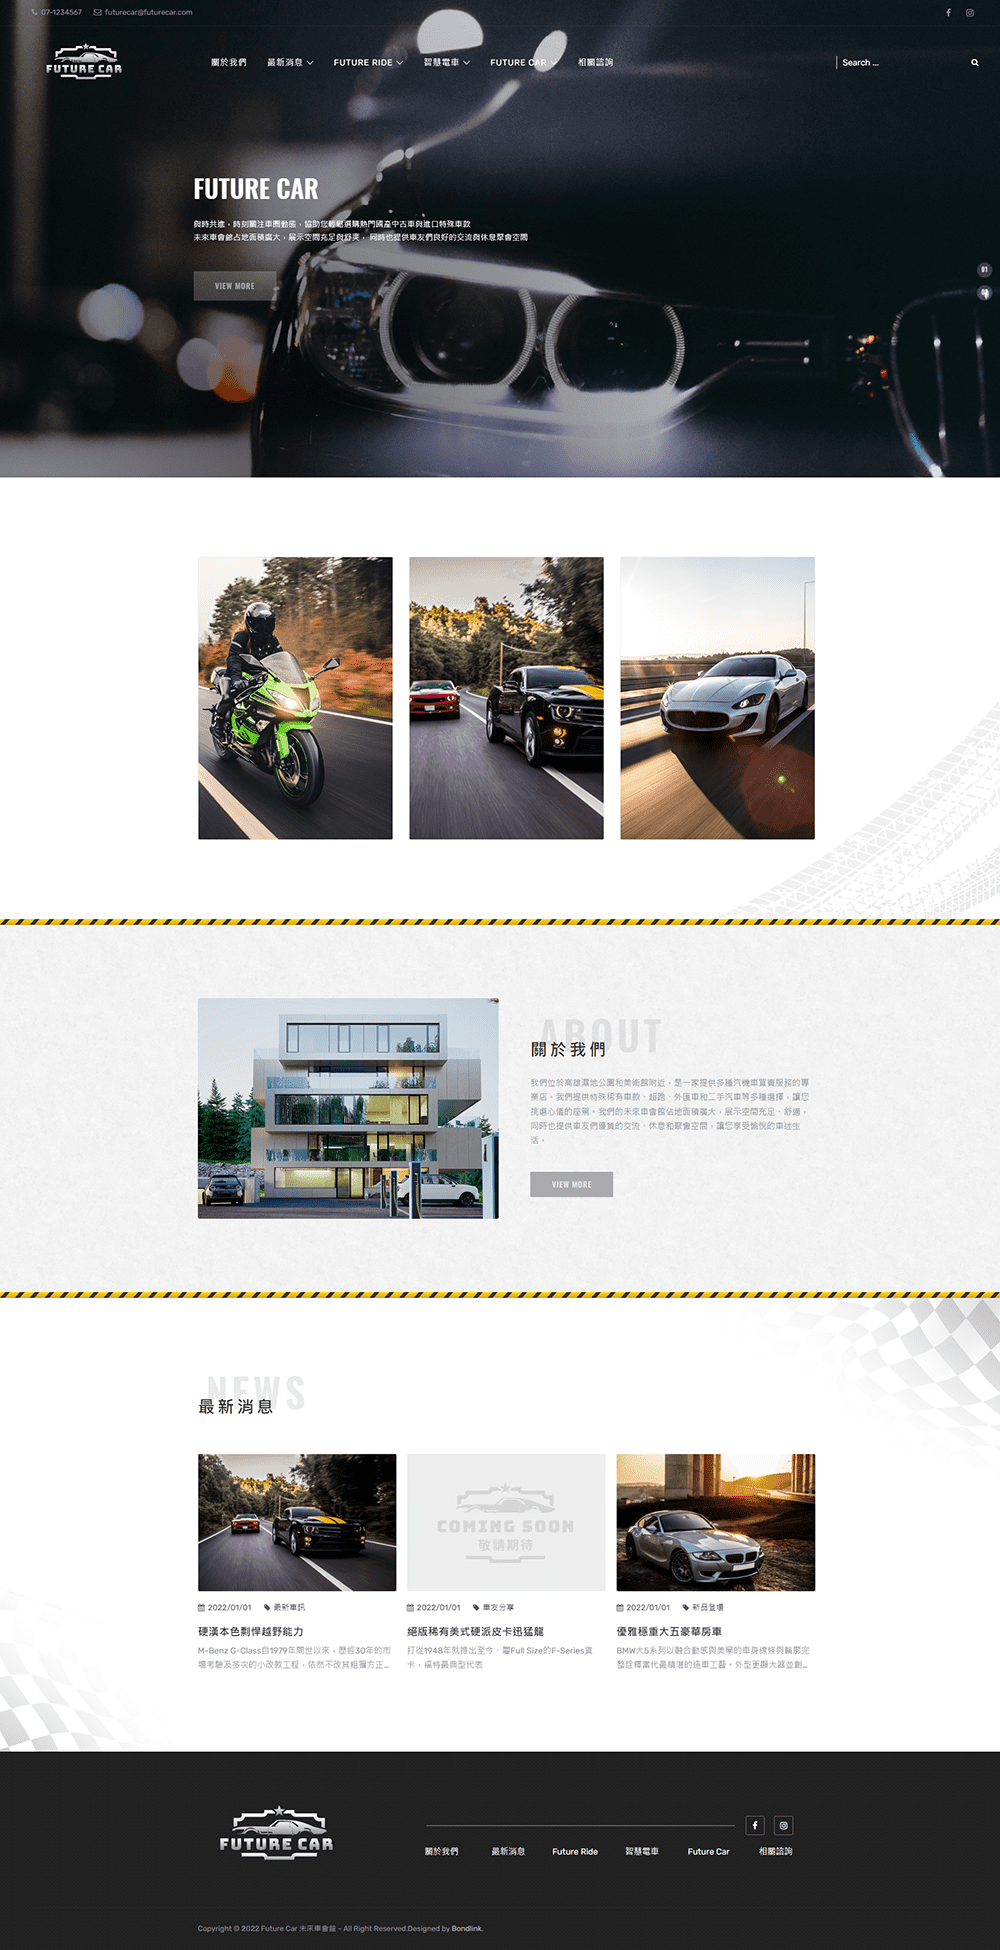 07-1234567
futurecar@futurecar.com
FUTURE CAR
關於我們
最新消息
FUTURE RIDE
智慧電車
FUTURE CAR
相關諮詢
Search ...
FUTURE CAR
與時共進，時刻關注車圈動態，協助您輕鬆選購熱門國產中古車與進口特殊車款
未來車會館占地面積廣大，展示空間充足與舒爽， 同時也提供車友們良好的交流與休息聚會空間
VIEW MORE
01
ABOUT
關於我們
我們位於高雄濕地公園和美術館附近，是一家提供多種汽機車買賣服務的專
業店。我們提供特殊稀有車款、超跑、外匯車和二手汽車等多種選擇，讓您
挑選心儀的座駕。我們的未來車會館佔地面積廣大，展示空間充足、舒適，
同時也提供車友們優質的交流、休息和聚會空間，讓您享受愉悅的車迷生
活。
VIEW MORE
NEWS
最新消息
2022/01/01 最新車訊
硬漢本色剽悍越野能力
M-Benz G-Class自1979年問世以來，歷經30年的市
場考驗及多次的小改款工程，依然不改其粗獷方正...
COMING SOON
敬請期待
2022/01/01 車友分享
絕版稀有美式硬派皮卡迅猛龍
打從1948年就推出至今、屬Full Size的F-Series貨
卡，福特最典型代表
2022/01/01 新品登場
優雅穩重大五豪華房車
BMW大5系列以融合動感與美學的車身線條與輪廓完
整詮釋當代最精湛的造車工藝。外型更顯大器並創...
FUTURE CAR
關於我們
最新消息
Future Ride
智慧電車
Future Car
相關諮詢
Copyright © 2022 Future Car 未來車會館 - All Right Reserved.Designed by Bondlink.